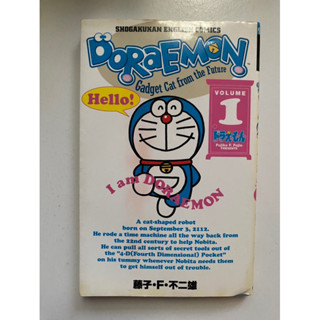 SHOGAKUKAN ENGLISH COMICS
DORAEMON
Gadget Cat from the Future
Hello!
VOLUME
1
ドラえもん
I am DORAEMON
A cat-shaped robot
born on September 3, 2112.
He rode a time machine all the way back from
the 22nd century to help Nobita.
He can pull all sorts of secret tools out of
the "4-D(Fourth Dimensional) Pocket"
on his tummy whenever Nobita needs them
to get himself out of trouble.
藤子・F・不二雄